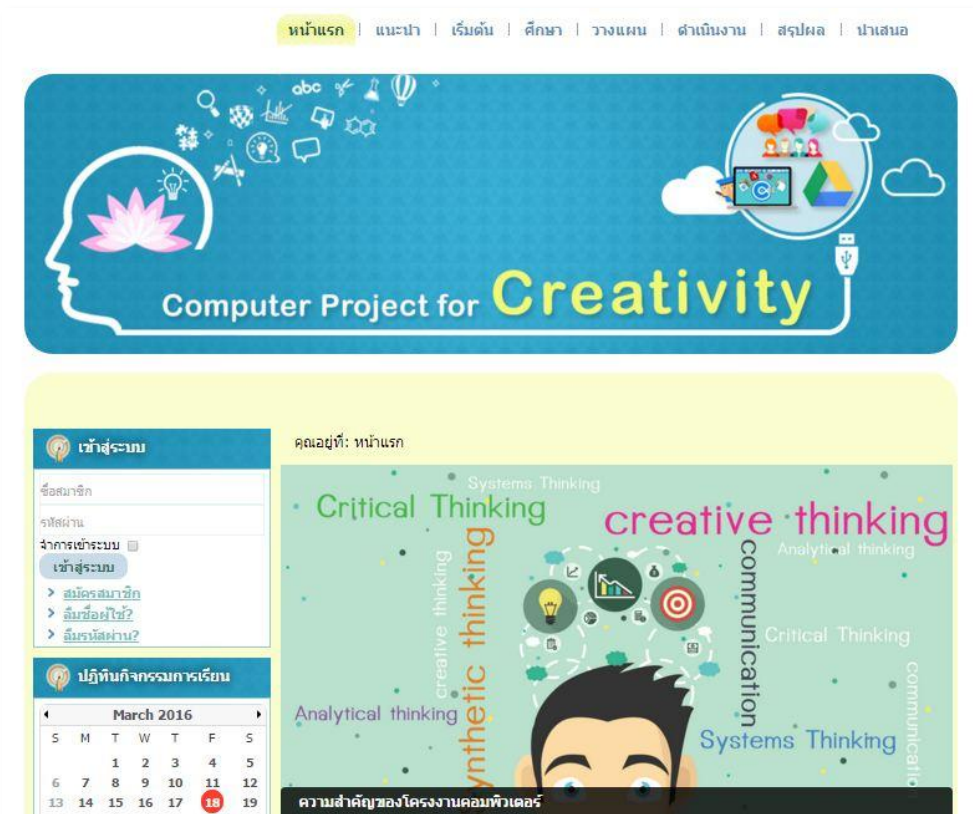 หน้าแรก | แนะนำ | เริ่มต้น | ศึกษา | วางแผน | ดำเนินงาน | สรุปผล | นำเสนอ
abc
Computer Project for Creativity
เข้าสู่ระบบ
ชื่อสมาชิก
รหัสผ่าน
จำการเข้าระบบ
เข้าสู่ระบบ
สมัครสมาชิก
ลืมชื่อผู้ใช้?
ลืมรหัสผ่าน?
ปฏิทินกิจกรรมการเรียน
March 2016
S M T W T F S
1 2 3 4 5
6 7 8 9 10 11 12
13 14 15 16 17 18 19
คุณอยู่ที่: หน้าแรก
Systems Thinking
Critical Thinking
creative thinking
Analytical thinking
creative thinking
synthetic thinking
communication
Critical Thinking
communication
Analytical thinking
Systems Thinking
ความสำคัญของโครงงานคอมพิวเตอร์